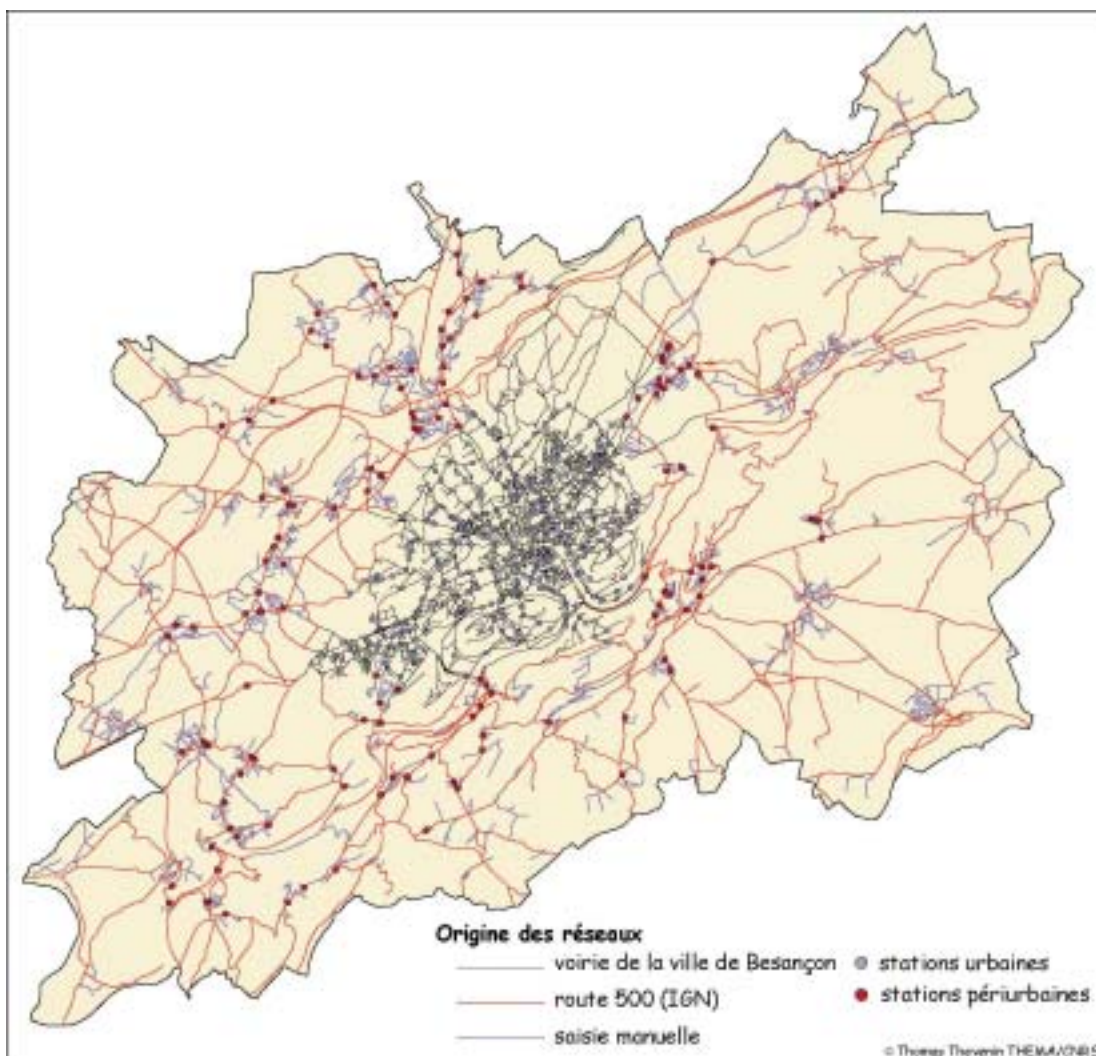 Origine des réseaux
voirie de la ville de Besançon
route 500 (IGN)
saisie manuelle
stations urbaines
stations périurbaines
© Thomas Thevenin THEMA/CNRS